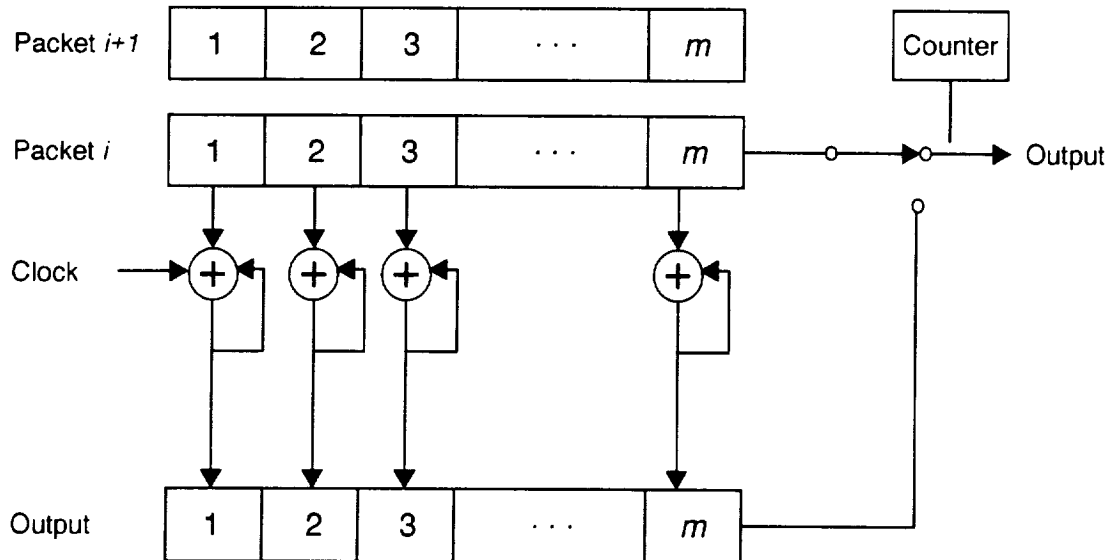 Packet i+1 1 2 3 ... m Counter
Packet i 1 2 3 ... m Output
+ + + +
Clock
Output 1 2 3 ... m